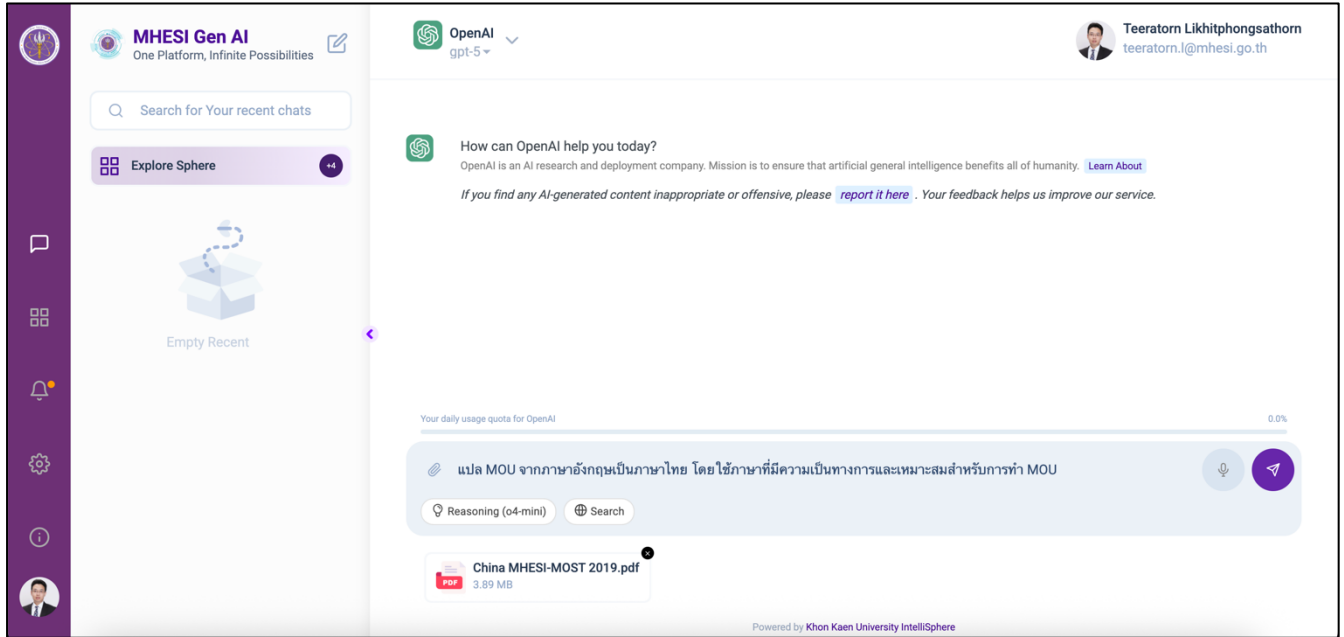 MHESI Gen AI
One Platform, Infinite Possibilities
Search for Your recent chats
Explore Sphere
+4
Empty Recent
OpenAI
gpt-5
Teeratorn Likhitphongsathorn
teeratorn.l@mhesi.go.th
How can OpenAI help you today?
OpenAI is an AI research and deployment company. Mission is to ensure that artificial general intelligence benefits all of humanity. Learn About
If you find any AI-generated content inappropriate or offensive, please report it here . Your feedback helps us improve our service.
Your daily usage quota for OpenAI
0.0%
แปล MOU จากภาษาอังกฤษเป็นภาษาไทย โดยใช้ภาษาที่มีความเป็นทางการและเหมาะสมสำหรับการทำ MOU
Reasoning (o4-mini)
Search
PDF
China MHESI-MOST 2019.pdf
3.89 MB
Powered by Khon Kaen University IntelliSphere